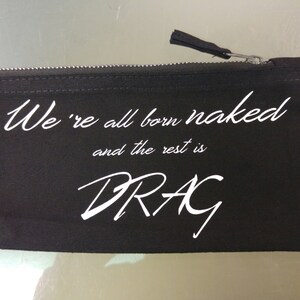 We're all born naked
and the rest is
DRAG